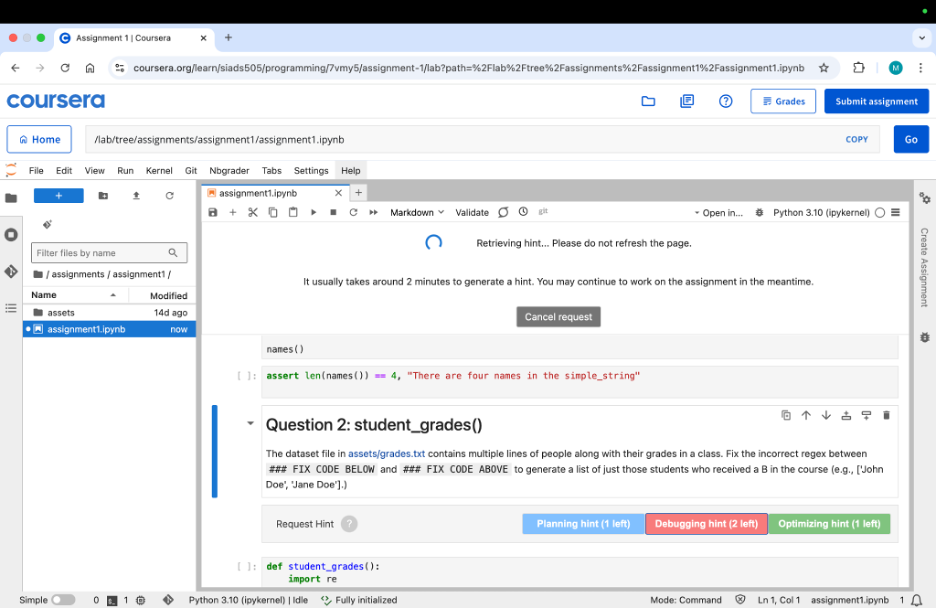 Assignment 1 | Coursera
coursera.org/learn/siads505/programming/7vmy5/assignment-1/lab?path=%2Flab%2Ftree%2Fassignments%2Fassignment1%2Fassignment1.ipynb
M
coursera
Grades
Submit assignment
Home
/lab/tree/assignments/assignment1/assignment1.ipynb
COPY
Go
File Edit View Run Kernel Git Nbgrader Tabs Settings Help
assignment1.ipynb
Markdown
Validate
git
Open in...
Python 3.10 (ipykernel)
Filter files by name
/ assignments / assignment1 /
Name Modified
assets 14d ago
assignment1.ipynb now
Retrieving hint... Please do not refresh the page.
It usually takes around 2 minutes to generate a hint. You may continue to work on the assignment in the meantime.
Cancel request
names()
[ ]: assert len(names()) == 4, "There are four names in the simple_string"
Question 2: student_grades()
The dataset file in assets/grades.txt contains multiple lines of people along with their grades in a class. Fix the incorrect regex between
### FIX CODE BELOW and ### FIX CODE ABOVE to generate a list of just those students who received a B in the course (e.g., ['John
Doe', 'Jane Doe'].)
Request Hint ?
Planning hint (1 left)
Debugging hint (2 left)
Optimizing hint (1 left)
[ ]: def student_grades():
import re
Create Assignment
Simple 0 1 Python 3.10 (ipykernel) | Idle Fully initialized Mode: Command Ln 1, Col 1 assignment1.ipynb 1